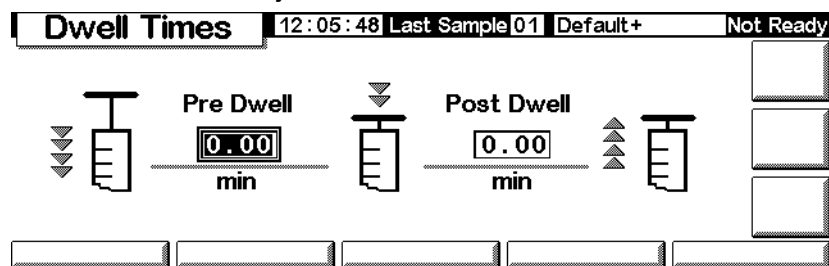 Dwell Times 12:05:48 Last Sample 01 Default+ Not Ready
Pre Dwell Post Dwell
0.00 0.00
min min